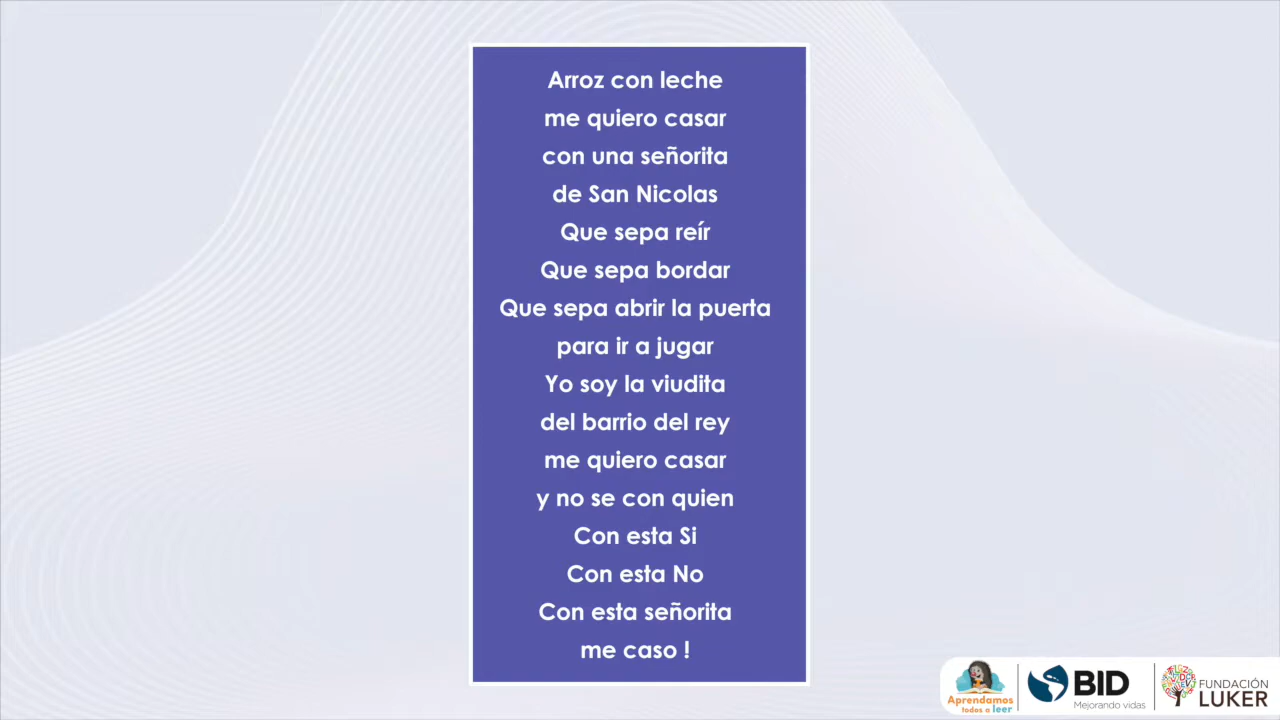 Arroz con leche
me quiero casar
con una señorita
de San Nicolas
Que sepa reír
Que sepa bordar
Que sepa abrir la puerta
para ir a jugar
Yo soy la viudita
del barrio del rey
me quiero casar
y no se con quien
Con esta Si
Con esta No
Con esta señorita
me caso !
Aprendamos
todos a leer
BID
Mejorando vidas
FUNDACIÓN
LUKER